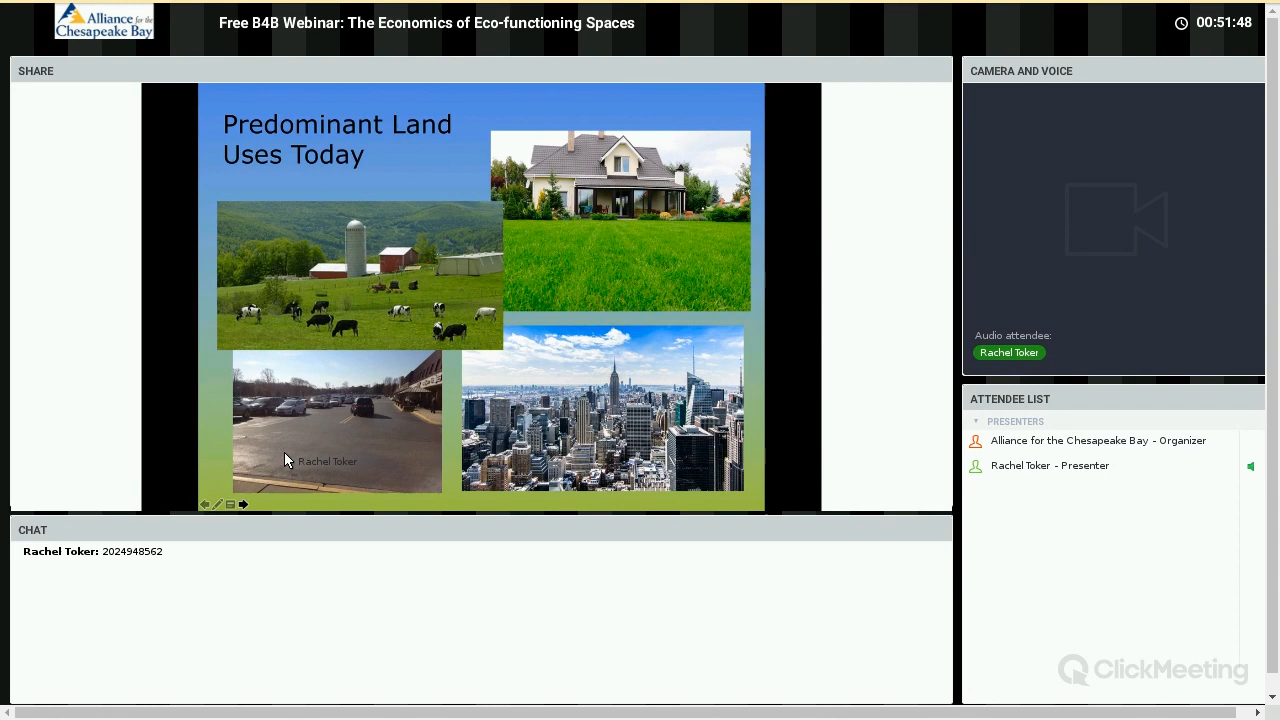 Alliance for the
Chesapeake Bay
Free B4B Webinar: The Economics of Eco-functioning Spaces
00:51:48
SHARE
Predominant Land
Uses Today
Rachel Toker
CAMERA AND VOICE
Audio attendee:
Rachel Toker
ATTENDEE LIST
PRESENTERS
Alliance for the Chesapeake Bay - Organizer
Rachel Toker - Presenter
CHAT
Rachel Toker: 2024948562
ClickMeeting